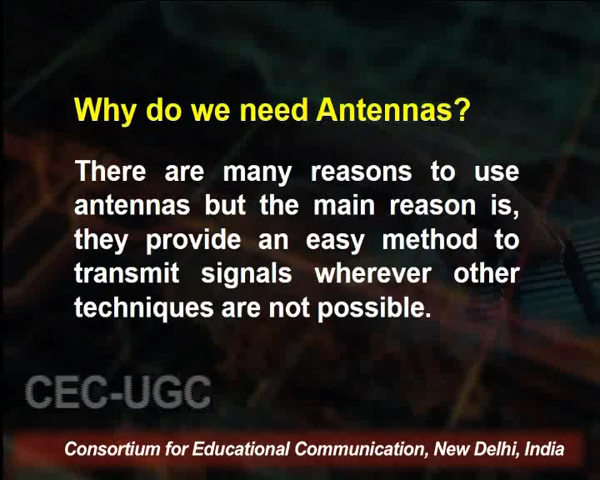 Why do we need Antennas?
There are many reasons to use
antennas but the main reason is,
they provide an easy method to
transmit signals wherever other
techniques are not possible.
CEC-UGC
Consortium for Educational Communication, New Delhi, India